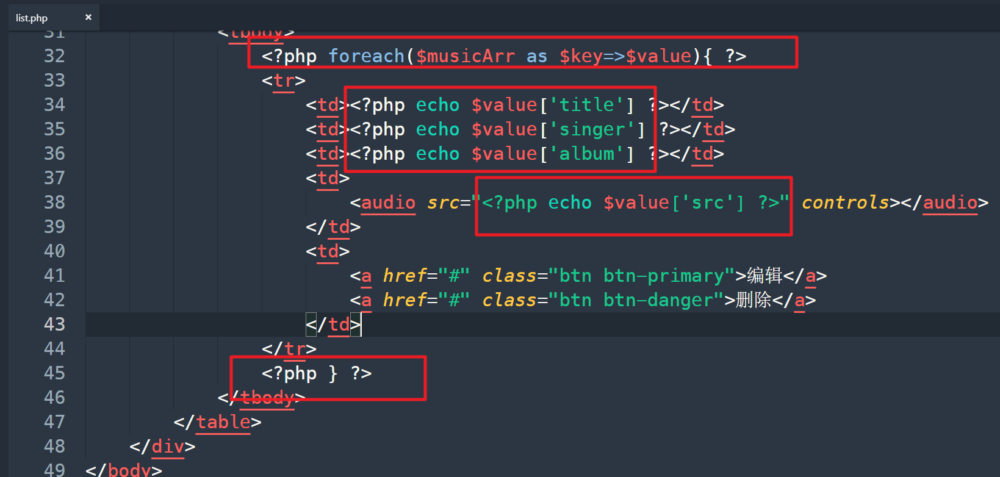 list.php ×
31 <tbody>
32 <?php foreach($musicArr as $key=>$value){ ?>
33 <tr>
34 <td><?php echo $value['title'] ?></td>
35 <td><?php echo $value['singer'] ?></td>
36 <td><?php echo $value['album'] ?></td>
37 <td>
38 <audio src="<?php echo $value['src'] ?>" controls></audio>
39 </td>
40 <td>
41 <a href="#" class="btn btn-primary">编辑</a>
42 <a href="#" class="btn btn-danger">删除</a>
43 </td>
44 </tr>
45 <?php } ?>
46 </tbody>
47 </table>
48 </div>
49 </body>